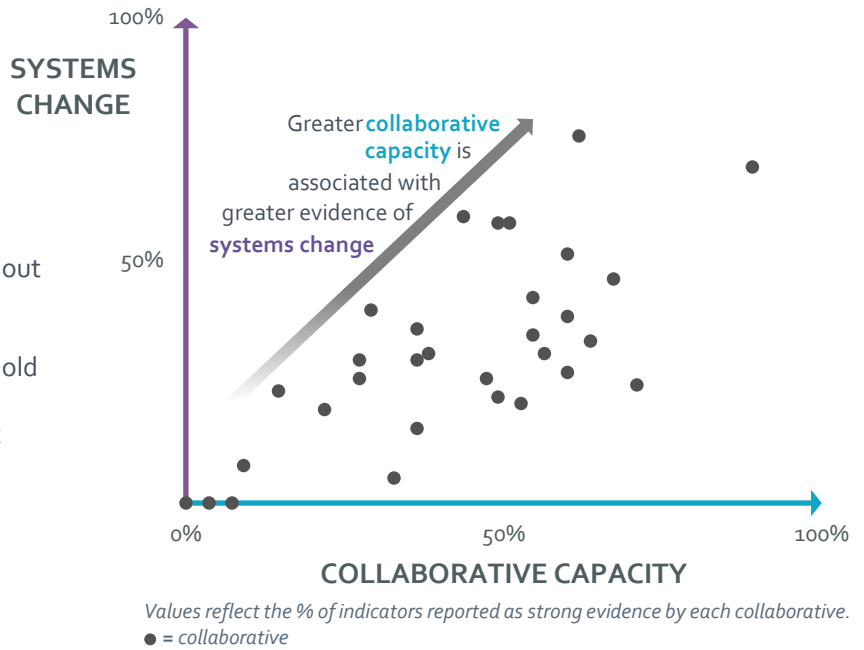 100%
SYSTEMS
CHANGE
Greater collaborative
capacity is
associated with
greater evidence of
systems change
out
50%
old
0%
50%
100%
COLLABORATIVE CAPACITY
Values reflect the % of indicators reported as strong evidence by each collaborative.
= collaborative